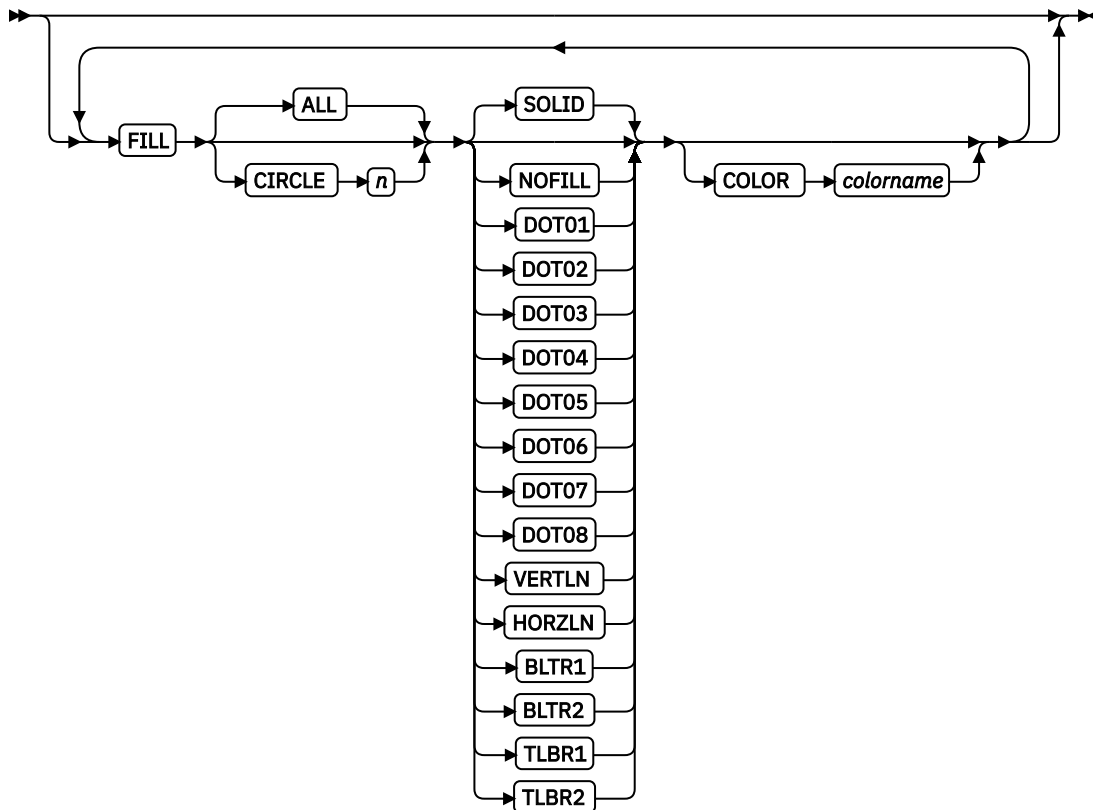 ALL
SOLID
FILL
CIRCLE n
NOFILL
COLOR colorname
DOT01
DOT02
DOT03
DOT04
DOT05
DOT06
DOT07
DOT08
VERTLN
HORZLN
BLTR1
BLTR2
TLBR1
TLBR2